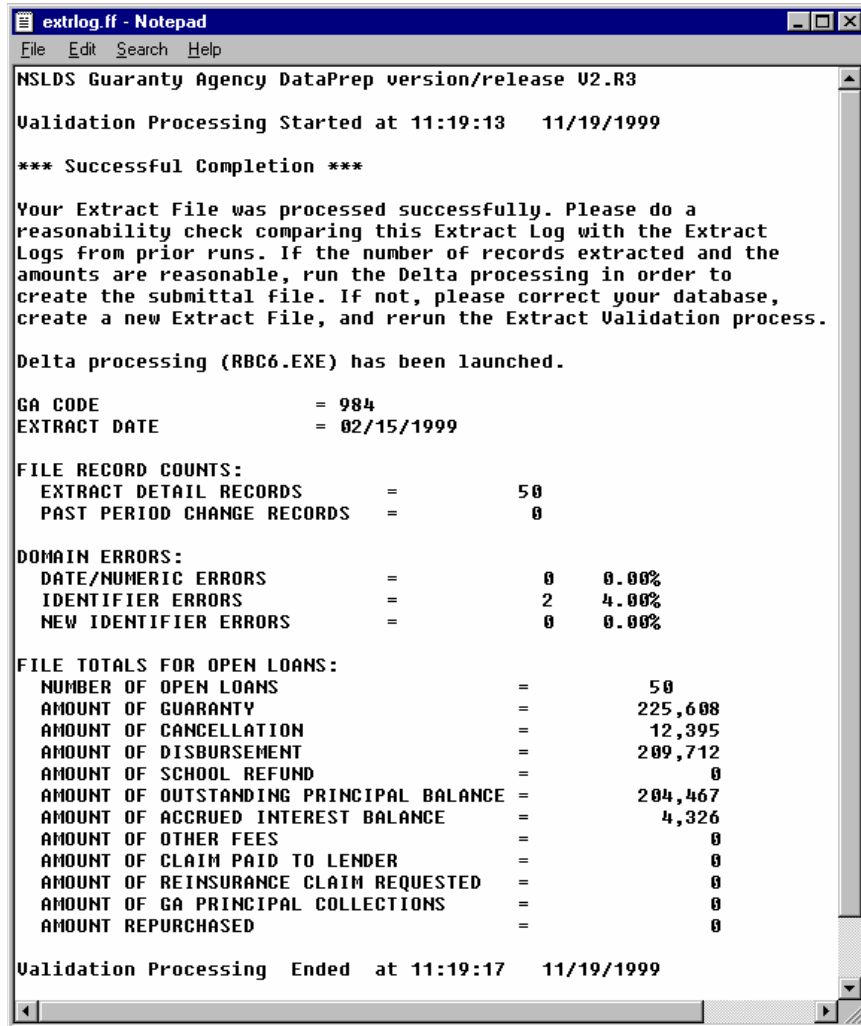 extrlog.ff - Notepad
File Edit Search Help
NSLDS Guaranty Agency DataPrep version/release V2.R3
Validation Processing Started at 11:19:13 11/19/1999
*** Successful Completion ***
Your Extract File was processed successfully. Please do a
reasonability check comparing this Extract Log with the Extract
Logs from prior runs. If the number of records extracted and the
amounts are reasonable, run the Delta processing in order to
create the submittal file. If not, please correct your database,
create a new Extract File, and rerun the Extract Validation process.
Delta processing (RBC6.EXE) has been launched.
GA CODE = 984
EXTRACT DATE = 02/15/1999
FILE RECORD COUNTS:
EXTRACT DETAIL RECORDS = 50
PAST PERIOD CHANGE RECORDS = 0
DOMAIN ERRORS:
DATE/NUMERIC ERRORS = 0 0.00%
IDENTIFIER ERRORS = 2 4.00%
NEW IDENTIFIER ERRORS = 0 0.00%
FILE TOTALS FOR OPEN LOANS:
NUMBER OF OPEN LOANS = 50
AMOUNT OF GUARANTY = 225,608
AMOUNT OF CANCELLATION = 12,395
AMOUNT OF DISBURSEMENT = 209,712
AMOUNT OF SCHOOL REFUND = 0
AMOUNT OF OUTSTANDING PRINCIPAL BALANCE = 204,467
AMOUNT OF ACCRUED INTEREST BALANCE = 4,326
AMOUNT OF OTHER FEES = 0
AMOUNT OF CLAIM PAID TO LENDER = 0
AMOUNT OF REINSURANCE CLAIM REQUESTED = 0
AMOUNT OF GA PRINCIPAL COLLECTIONS = 0
AMOUNT REPURCHASED = 0
Validation Processing Ended at 11:19:17 11/19/1999